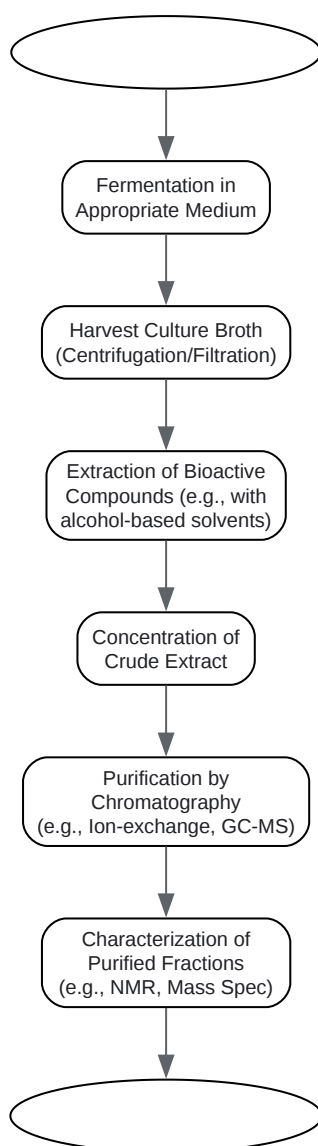 Fermentation in
Appropriate Medium
Harvest Culture Broth
(Centrifugation/Filtration)
Extraction of Bioactive
Compounds (e.g., with
alcohol-based solvents)
Concentration of
Crude Extract
Purification by
Chromatography
(e.g., Ion-exchange, GC-MS)
Characterization of
Purified Fractions
(e.g., NMR, Mass Spec)